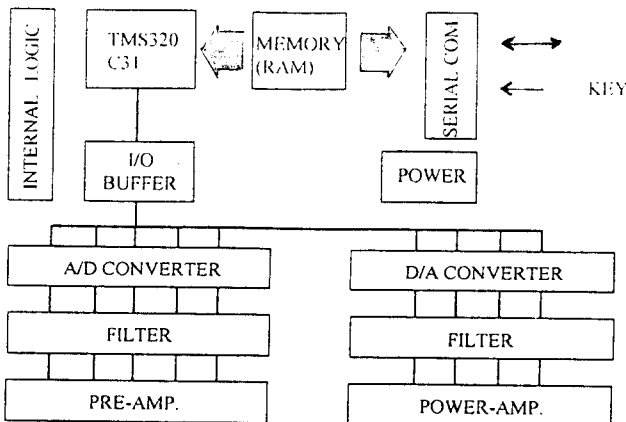 INTERNAL LOGIC
TMS320
C31
MEMORY
(RAM)
SERIAL COM
KEY
I/O
BUFFER
POWER
A/D CONVERTER
D/A CONVERTER
FILTER
FILTER
PRE-AMP.
POWER-AMP.